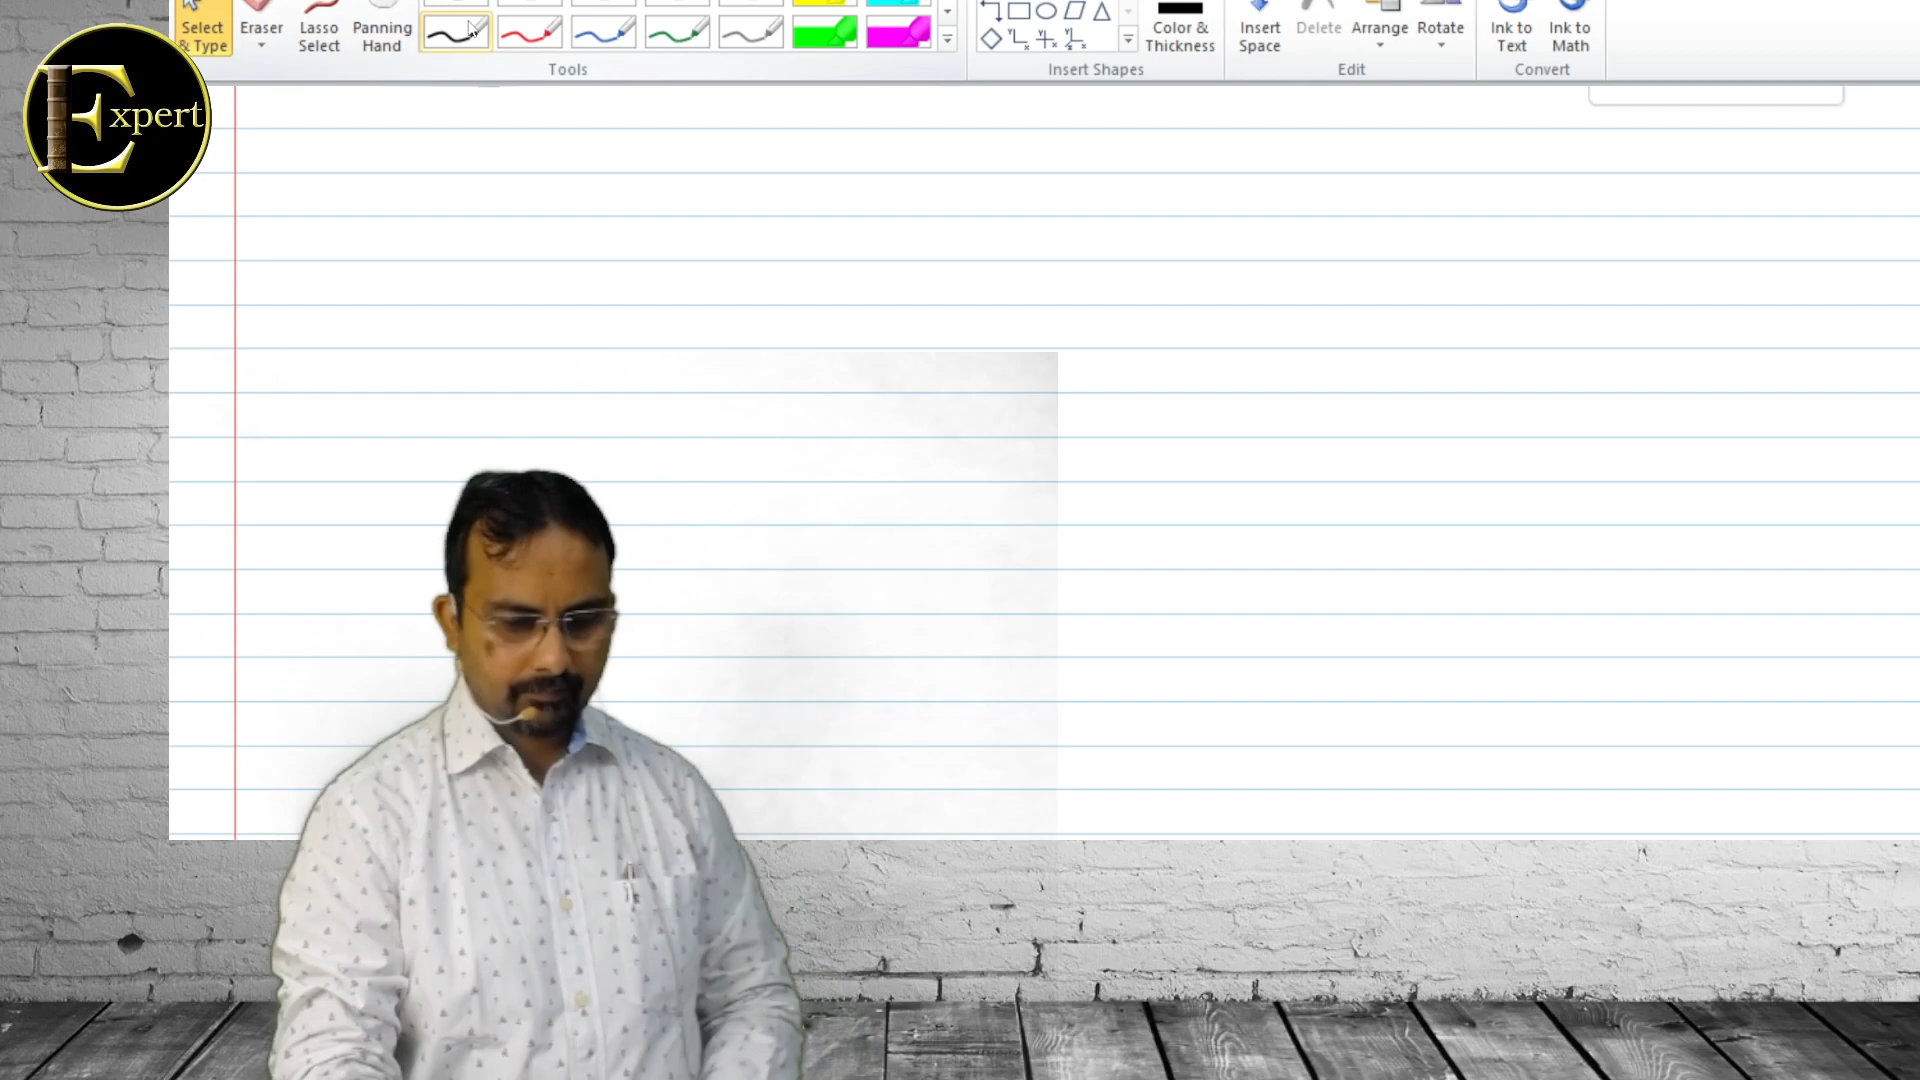 Select
& Type
Eraser
Lasso
Select
Panning
Hand
Color &
Thickness
Insert
Space
Delete
Arrange
Rotate
Ink to
Text
Ink to
Math
Tools
Insert Shapes
Edit
Convert
Expert